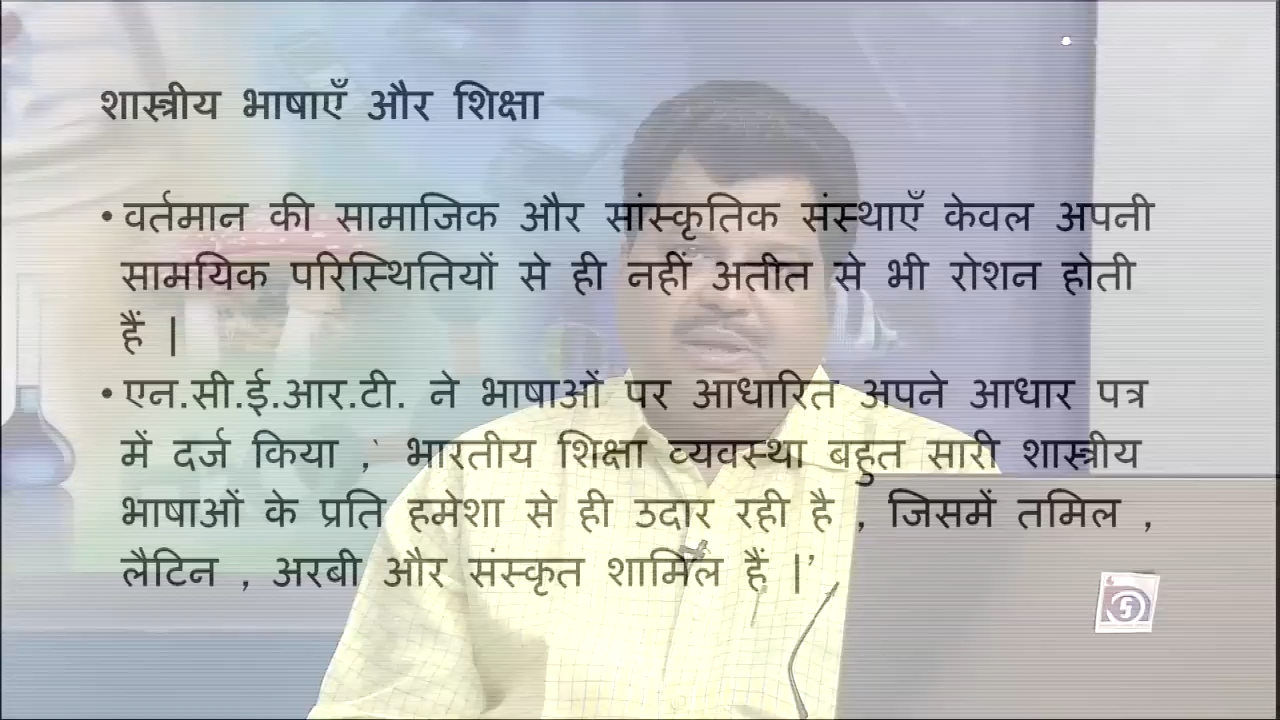 शास्त्रीय भाषाएँ और शिक्षा
• वर्तमान की सामाजिक और सांस्कृतिक संस्थाएँ केवल अपनी
सामयिक परिस्थितियों से ही नहीं अतीत से भी रोशन होती
हैं |
• एन.सी.ई.आर.टी. ने भाषाओं पर आधारित अपने आधार पत्र
में दर्ज किया , ` भारतीय शिक्षा व्यवस्था बहुत सारी शास्त्रीय
भाषाओं के प्रति हमेशा से ही उदार रही है , जिसमें तमिल ,
लैटिन , अरबी और संस्कृत शामिल हैं |’